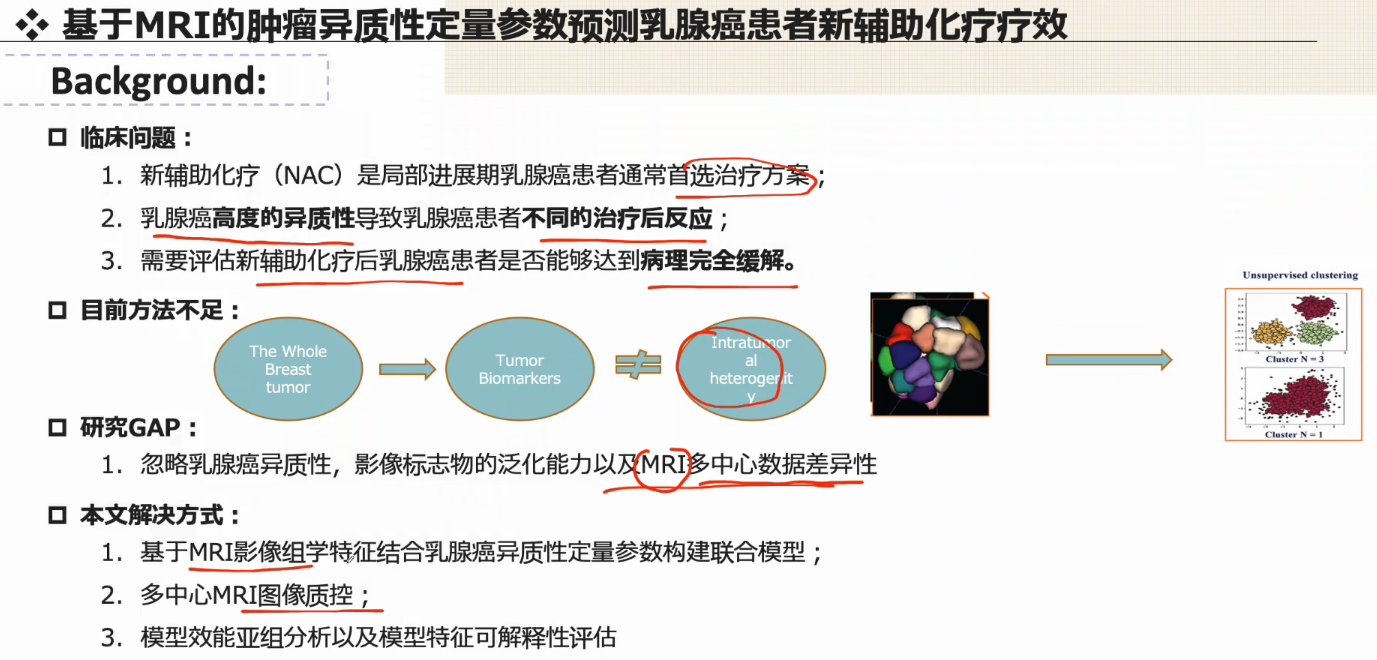 ❖ 基于MRI的肿瘤异质性定量参数预测乳腺癌患者新辅助化疗疗效
Background:
临床问题：
1. 新辅助化疗（NAC）是局部进展期乳腺癌患者通常首选治疗方案；
2. 乳腺癌高度的异质性导致乳腺癌患者不同的治疗后反应；
3. 需要评估新辅助化疗后乳腺癌患者是否能够达到病理完全缓解。
目前方法不足：
The Whole
Breast
tumor
Tumor
Biomarkers
≠
Intratumor
al
heterogenit
y
Unsupervised clustering
Cluster N = 3
Cluster N = 1
研究GAP：
1. 忽略乳腺癌异质性，影像标志物的泛化能力以及MRI多中心数据差异性
本文解决方式：
1. 基于MRI影像组学特征结合乳腺癌异质性定量参数构建联合模型；
2. 多中心MRI图像质控；
3. 模型效能亚组分析以及模型特征可解释性评估